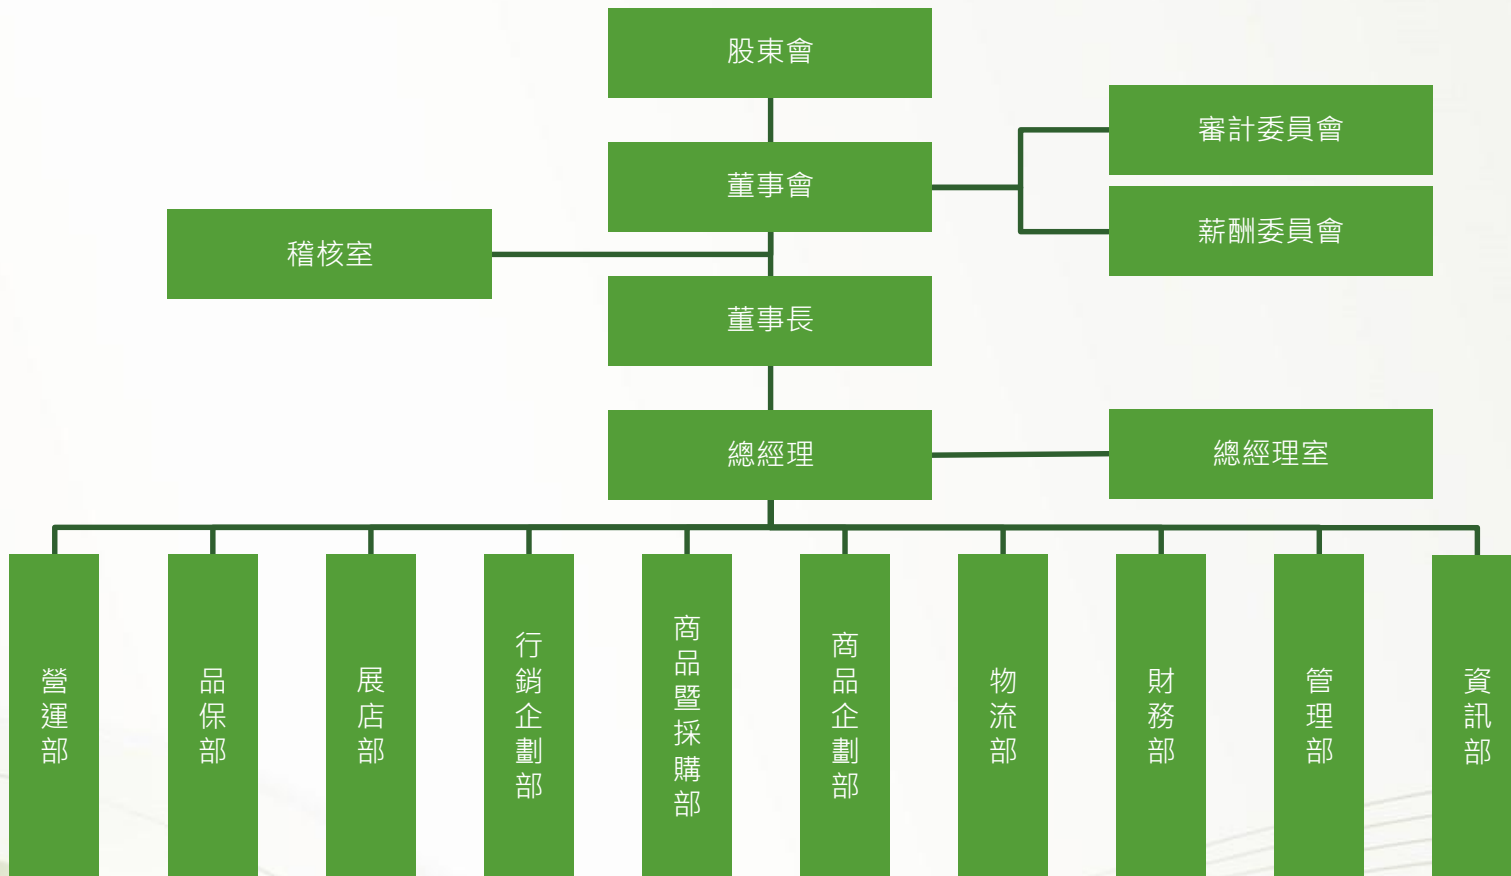 股東會
審計委員會
董事會
薪酬委員會
稽核室
董事長
總經理
總經理室
營運部
品保部
展店部
行銷企劃部
商品暨採購部
商品企劃部
物流部
財務部
管理部
資訊部